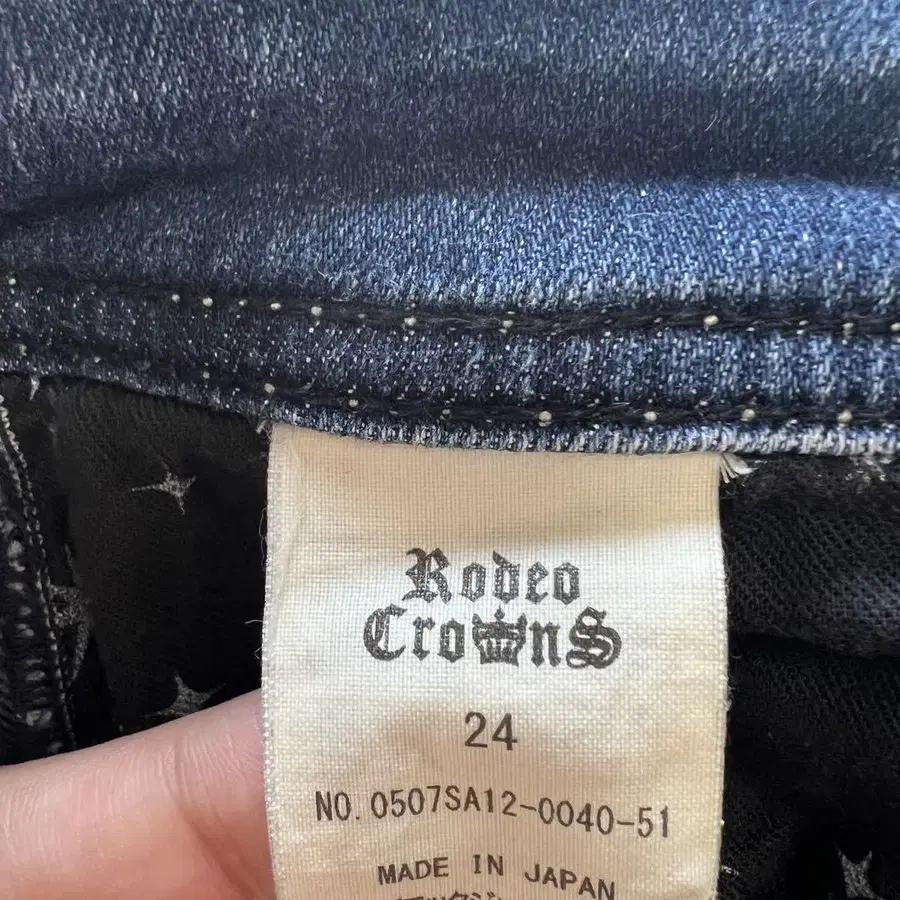 Rodeo
CrownS
24
NO. 0507SA12-0040-51
MADE IN JAPAN